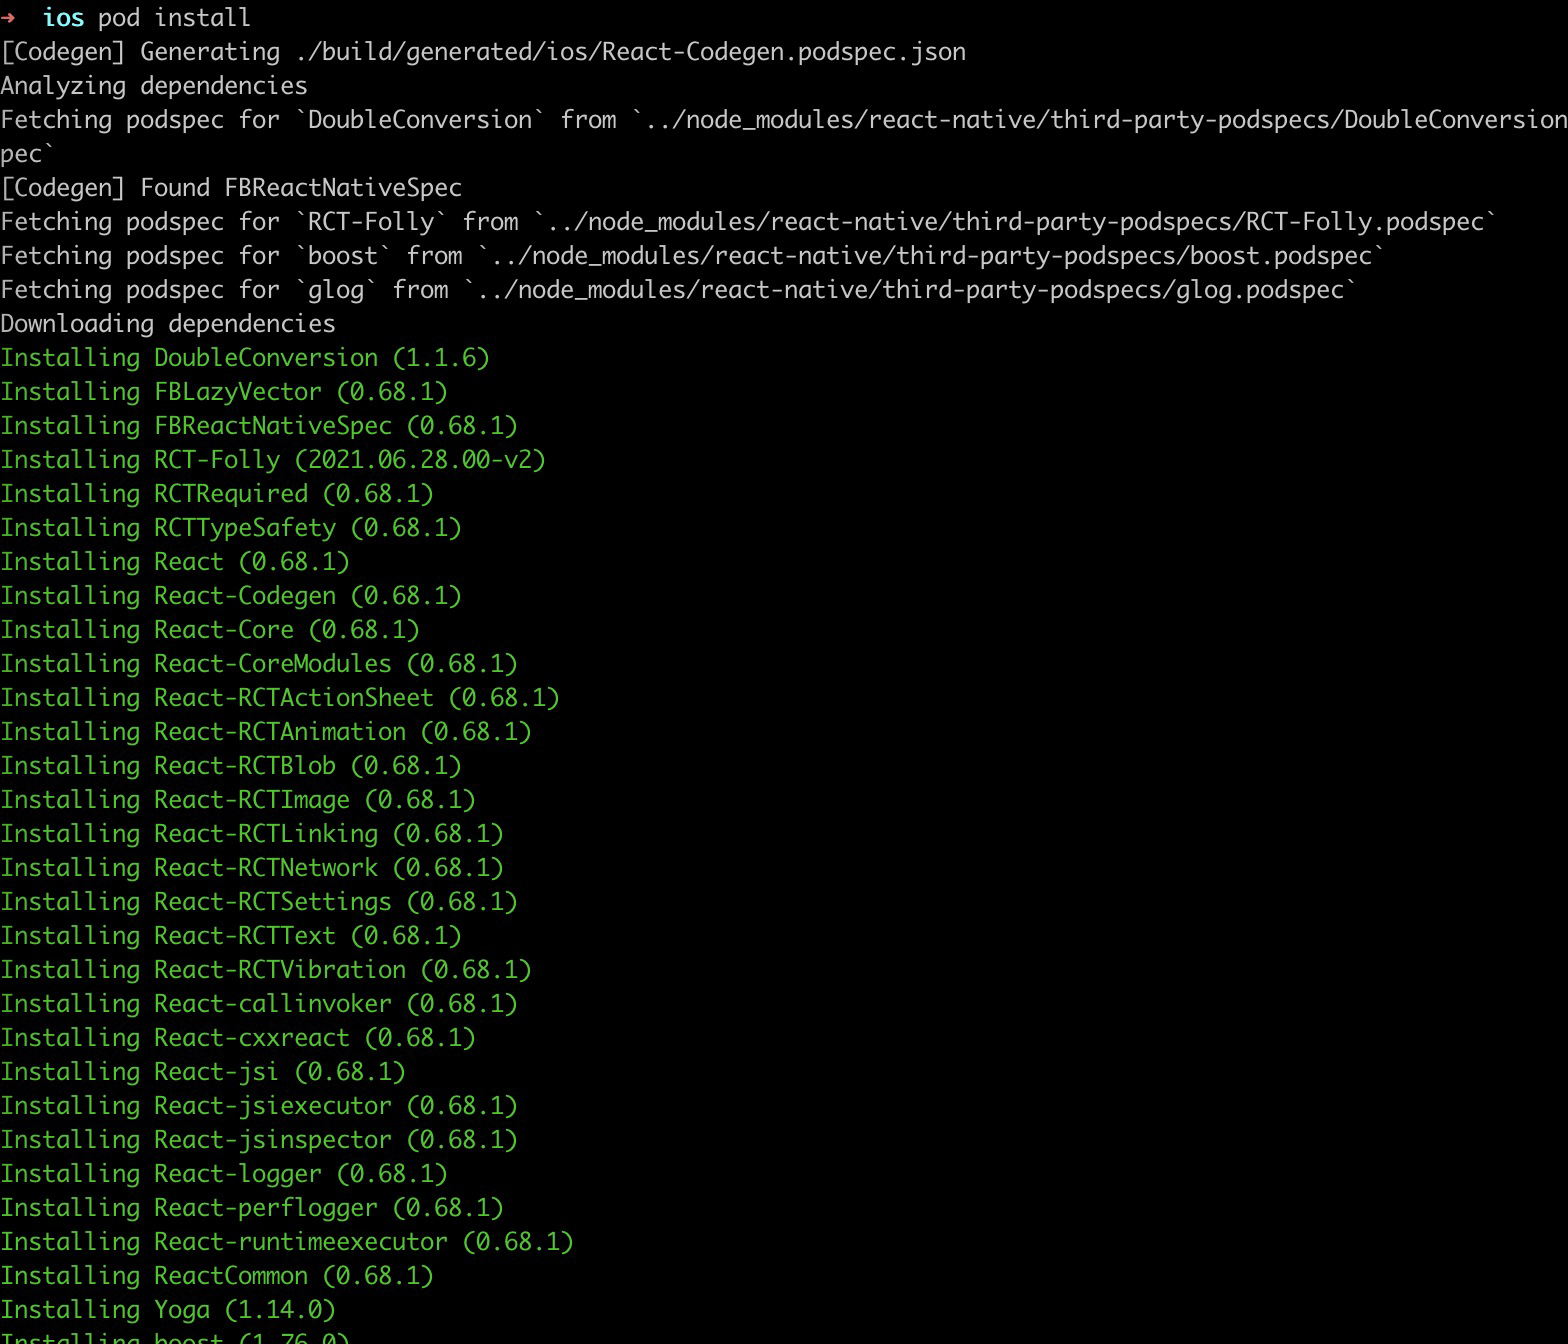 → ios pod install
[Codegen] Generating ./build/generated/ios/React-Codegen.podspec.json
Analyzing dependencies
Fetching podspec for `DoubleConversion` from `../node_modules/react-native/third-party-podspecs/DoubleConversion
pec`
[Codegen] Found FBReactNativeSpec
Fetching podspec for `RCT-Folly` from `../node_modules/react-native/third-party-podspecs/RCT-Folly.podspec`
Fetching podspec for `boost` from `../node_modules/react-native/third-party-podspecs/boost.podspec`
Fetching podspec for `glog` from `../node_modules/react-native/third-party-podspecs/glog.podspec`
Downloading dependencies
Installing DoubleConversion (1.1.6)
Installing FBLazyVector (0.68.1)
Installing FBReactNativeSpec (0.68.1)
Installing RCT-Folly (2021.06.28.00-v2)
Installing RCTRequired (0.68.1)
Installing RCTTypeSafety (0.68.1)
Installing React (0.68.1)
Installing React-Codegen (0.68.1)
Installing React-Core (0.68.1)
Installing React-CoreModules (0.68.1)
Installing React-RCTActionSheet (0.68.1)
Installing React-RCTAnimation (0.68.1)
Installing React-RCTBlob (0.68.1)
Installing React-RCTImage (0.68.1)
Installing React-RCTLinking (0.68.1)
Installing React-RCTNetwork (0.68.1)
Installing React-RCTSettings (0.68.1)
Installing React-RCTText (0.68.1)
Installing React-RCTVibration (0.68.1)
Installing React-callinvoker (0.68.1)
Installing React-cxxreact (0.68.1)
Installing React-jsi (0.68.1)
Installing React-jsiexecutor (0.68.1)
Installing React-jsinspector (0.68.1)
Installing React-logger (0.68.1)
Installing React-perflogger (0.68.1)
Installing React-runtimeexecutor (0.68.1)
Installing ReactCommon (0.68.1)
Installing Yoga (1.14.0)
Installing boost (1.76.0)